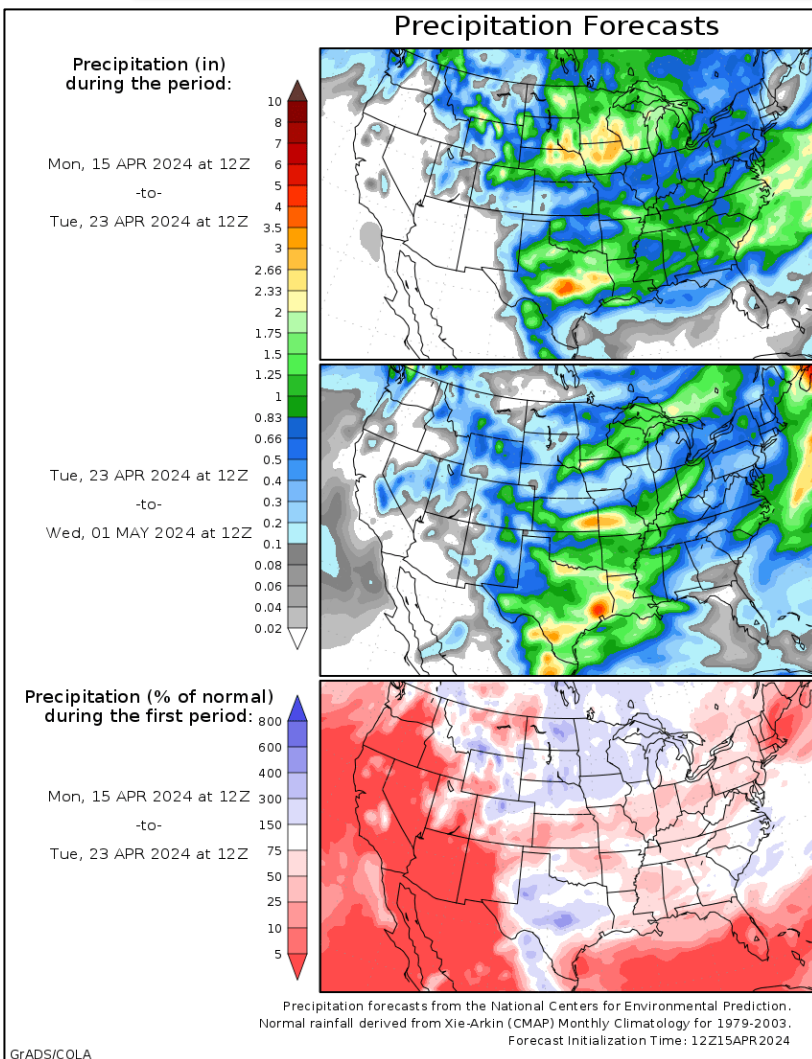 Precipitation Forecasts
Precipitation (in)
during the period:
10
8
7
6
5
4
3.5
3
2.66
2.33
2
1.75
1.5
1.25
1
0.83
0.66
0.5
0.4
0.3
0.2
0.1
0.08
0.06
0.04
0.02
Mon, 15 APR 2024 at 12Z
-to-
Tue, 23 APR 2024 at 12Z
Tue, 23 APR 2024 at 12Z
-to-
Wed, 01 MAY 2024 at 12Z
Precipitation (% of normal)
during the first period:
800
600
400
300
150
75
50
25
10
5
Mon, 15 APR 2024 at 12Z
-to-
Tue, 23 APR 2024 at 12Z
Precipitation forecasts from the National Centers for Environmental Prediction.
Normal rainfall derived from Xie-Arkin (CMAP) Monthly Climatology for 1979-2003.
Forecast Initialization Time: 12Z15APR2024
GrADS/COLA